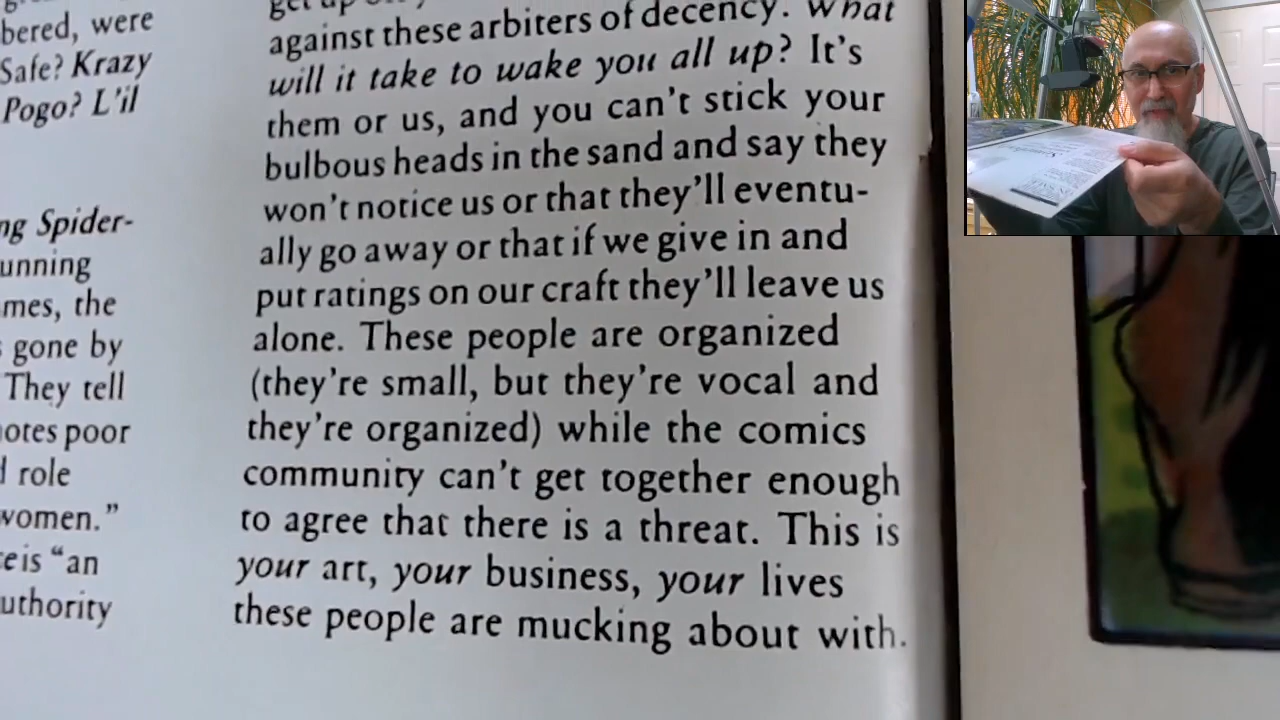 bered, were
Safe? Krazy
Pogo? L'il
ng Spider-
unning
mes, the
gone by
They tell
otes poor
role
women."
e is "an
uthority
get up
against these arbiters of decency. What
will it take to wake you all up? It's
them or us, and you can't stick your
bulbous heads in the sand and say they
won't notice us or that they'll eventu-
ally go away or that if we give in and
put ratings on our craft they'll leave us
alone. These people are organized
(they're small, but they're vocal and
they're organized) while the comics
community can't get together enough
to agree that there is a threat. This is
your art, your business, your lives
these people are mucking about with.